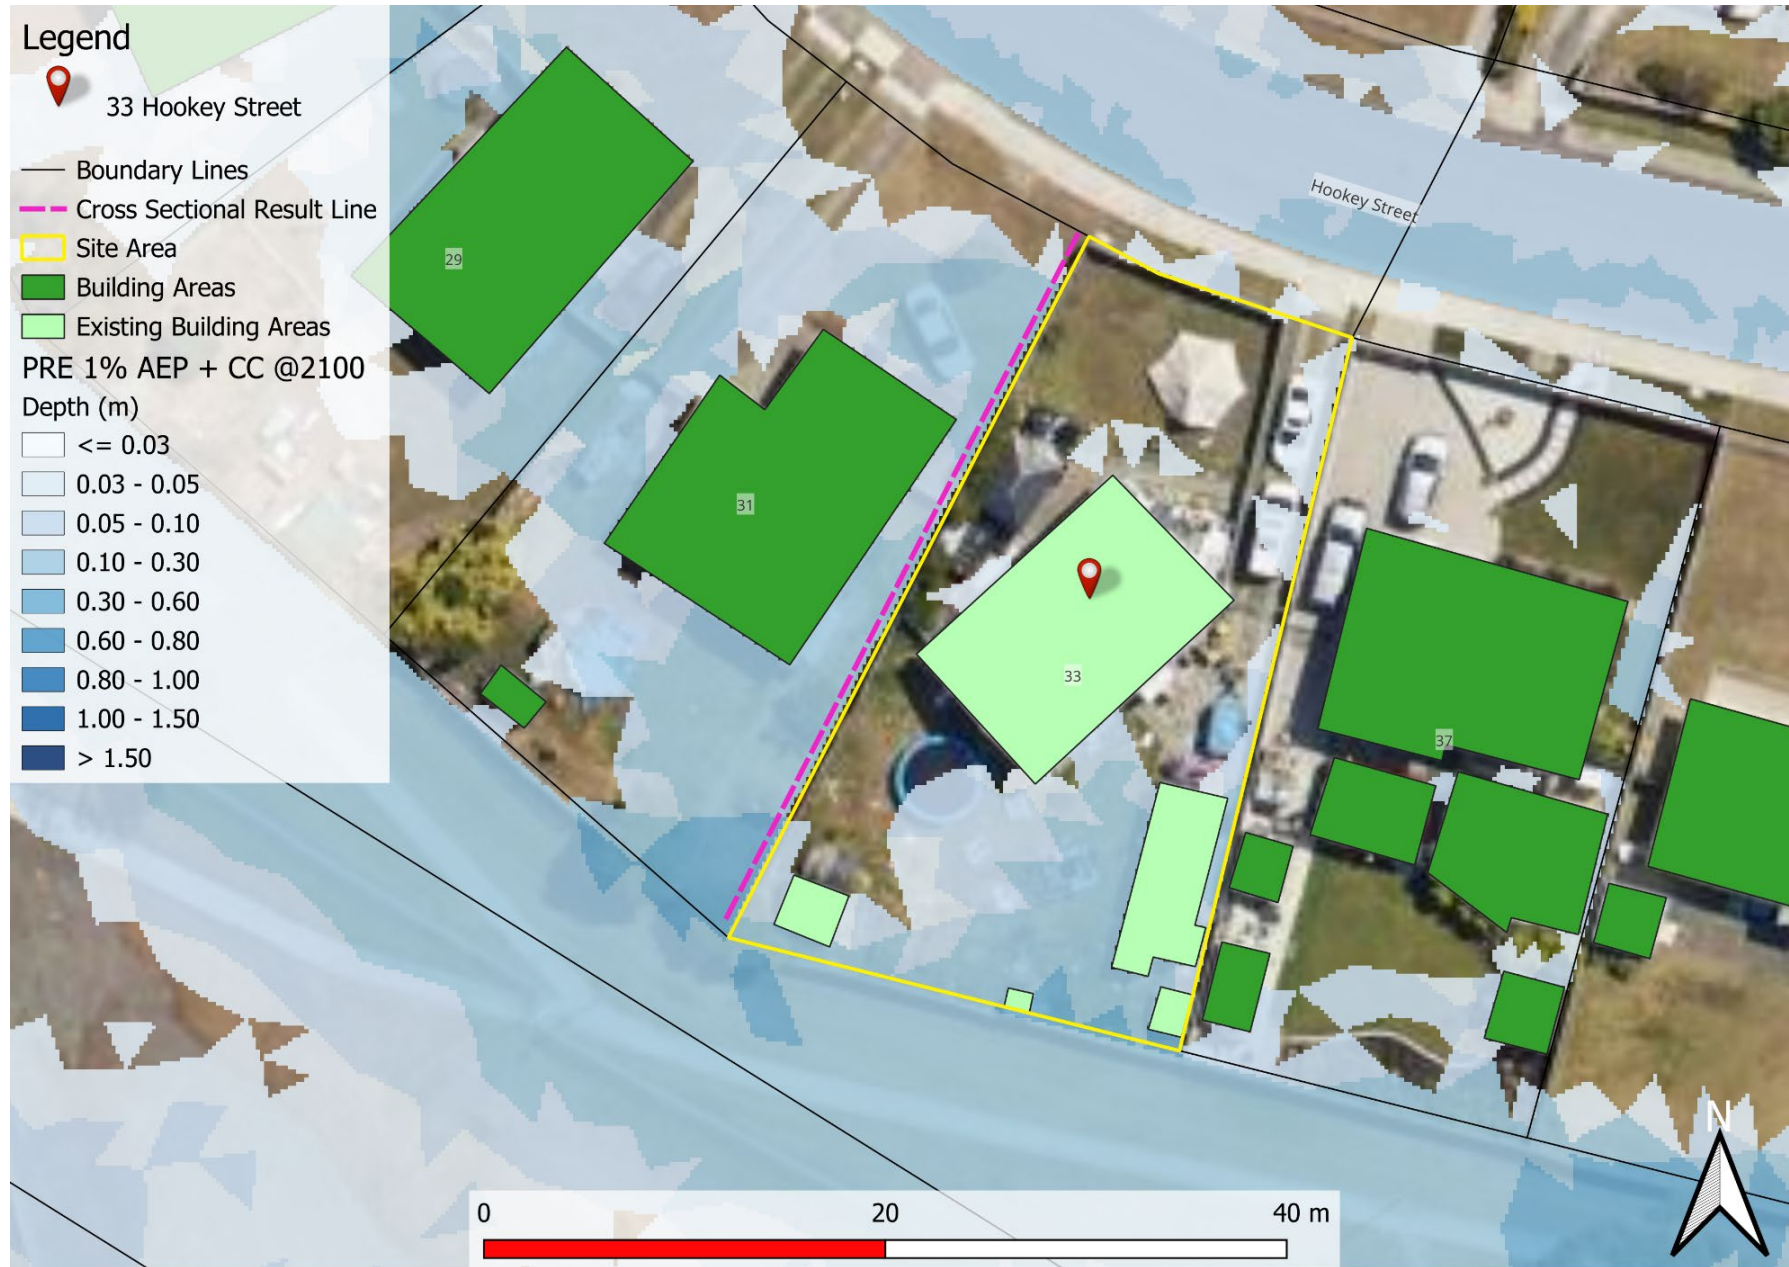 Legend
33 Hookey Street
Boundary Lines
Cross Sectional Result Line
Site Area
Building Areas
Existing Building Areas
PRE 1% AEP + CC @2100
Depth (m)
<= 0.03
0.03 - 0.05
0.05 - 0.10
0.10 - 0.30
0.30 - 0.60
0.60 - 0.80
0.80 - 1.00
1.00 - 1.50
> 1.50
Hookey Street
29
31
33
37
N
0 20 40 m